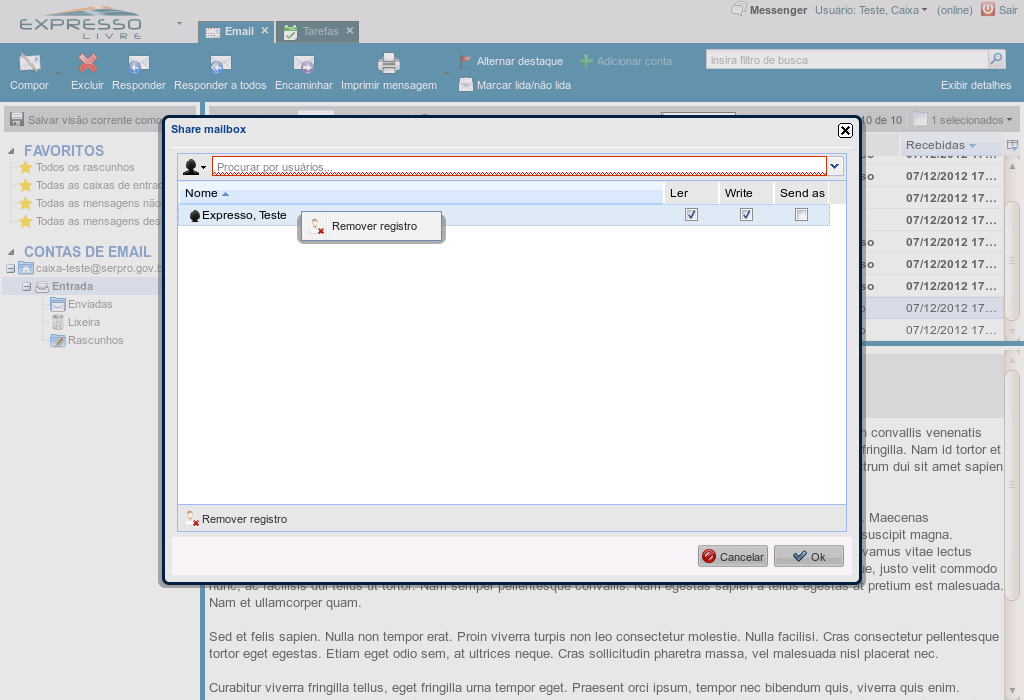 EXPRESSO
LIVRE
Email
Tarefas
Messenger
Usuário: Teste, Caixa
(online)
Sair
Compor
Excluir
Responder
Responder a todos
Encaminhar
Imprimir mensagem
Alternar destaque
Marcar lida/não lida
Adicionar conta
insira filtro de busca
Exibir detalhes
Salvar visão corrente como
10 de 10
1 selecionados
FAVORITOS
Todos os rascunhos
Todas as caixas de entrad
Todas as mensagens não
Todas as mensagens des
CONTAS DE EMAIL
caixa-teste@serpro.gov.b
Entrada
Enviadas
Lixeira
Rascunhos
Share mailbox
Procurar por usuários...
Nome
Ler
Write
Send as
Expresso, Teste
Remover registro
Remover registro
Cancelar
Ok
Recebidas
so 07/12/2012 17...
07/12/2012 17...
07/12/2012 17...
07/12/2012 17...
so 07/12/2012 17...
so 07/12/2012 17...
so 07/12/2012 17...
07/12/2012 17...
07/12/2012 17...
n convallis venenatis
fringilla. Nam id tortor et
trum dui sit amet sapien
. Maecenas
suscipit magna.
vamus vitae lectus
ue, justo velit commodo
nunc, ac facilisis dui tellus ut tortor. Nam semper pellentesque convallis. Nam egestas sapien a tellus egestas at pretium est malesuada.
Nam et ullamcorper quam.
Sed et felis sapien. Nulla non tempor erat. Proin viverra turpis non leo consectetur molestie. Nulla facilisi. Cras consectetur pellentesque
tortor eget egestas. Etiam eget odio sem, at ultrices neque. Cras sollicitudin pharetra massa, vel malesuada nisl placerat nec.
Curabitur viverra fringilla tellus, eget fringilla urna tempor eget. Praesent orci ipsum, tempor nec bibendum quis, viverra quis enim.